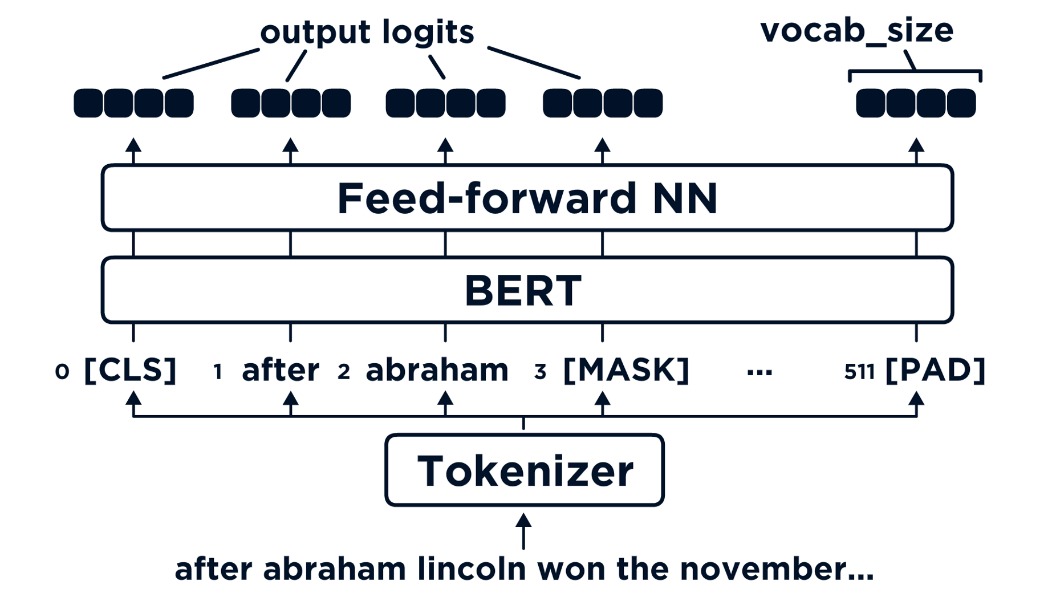 output logits
vocab_size
Feed-forward NN
BERT
0 [CLS] 1 after 2 abraham 3 [MASK] ... 511 [PAD]
Tokenizer
after abraham lincoln won the november...